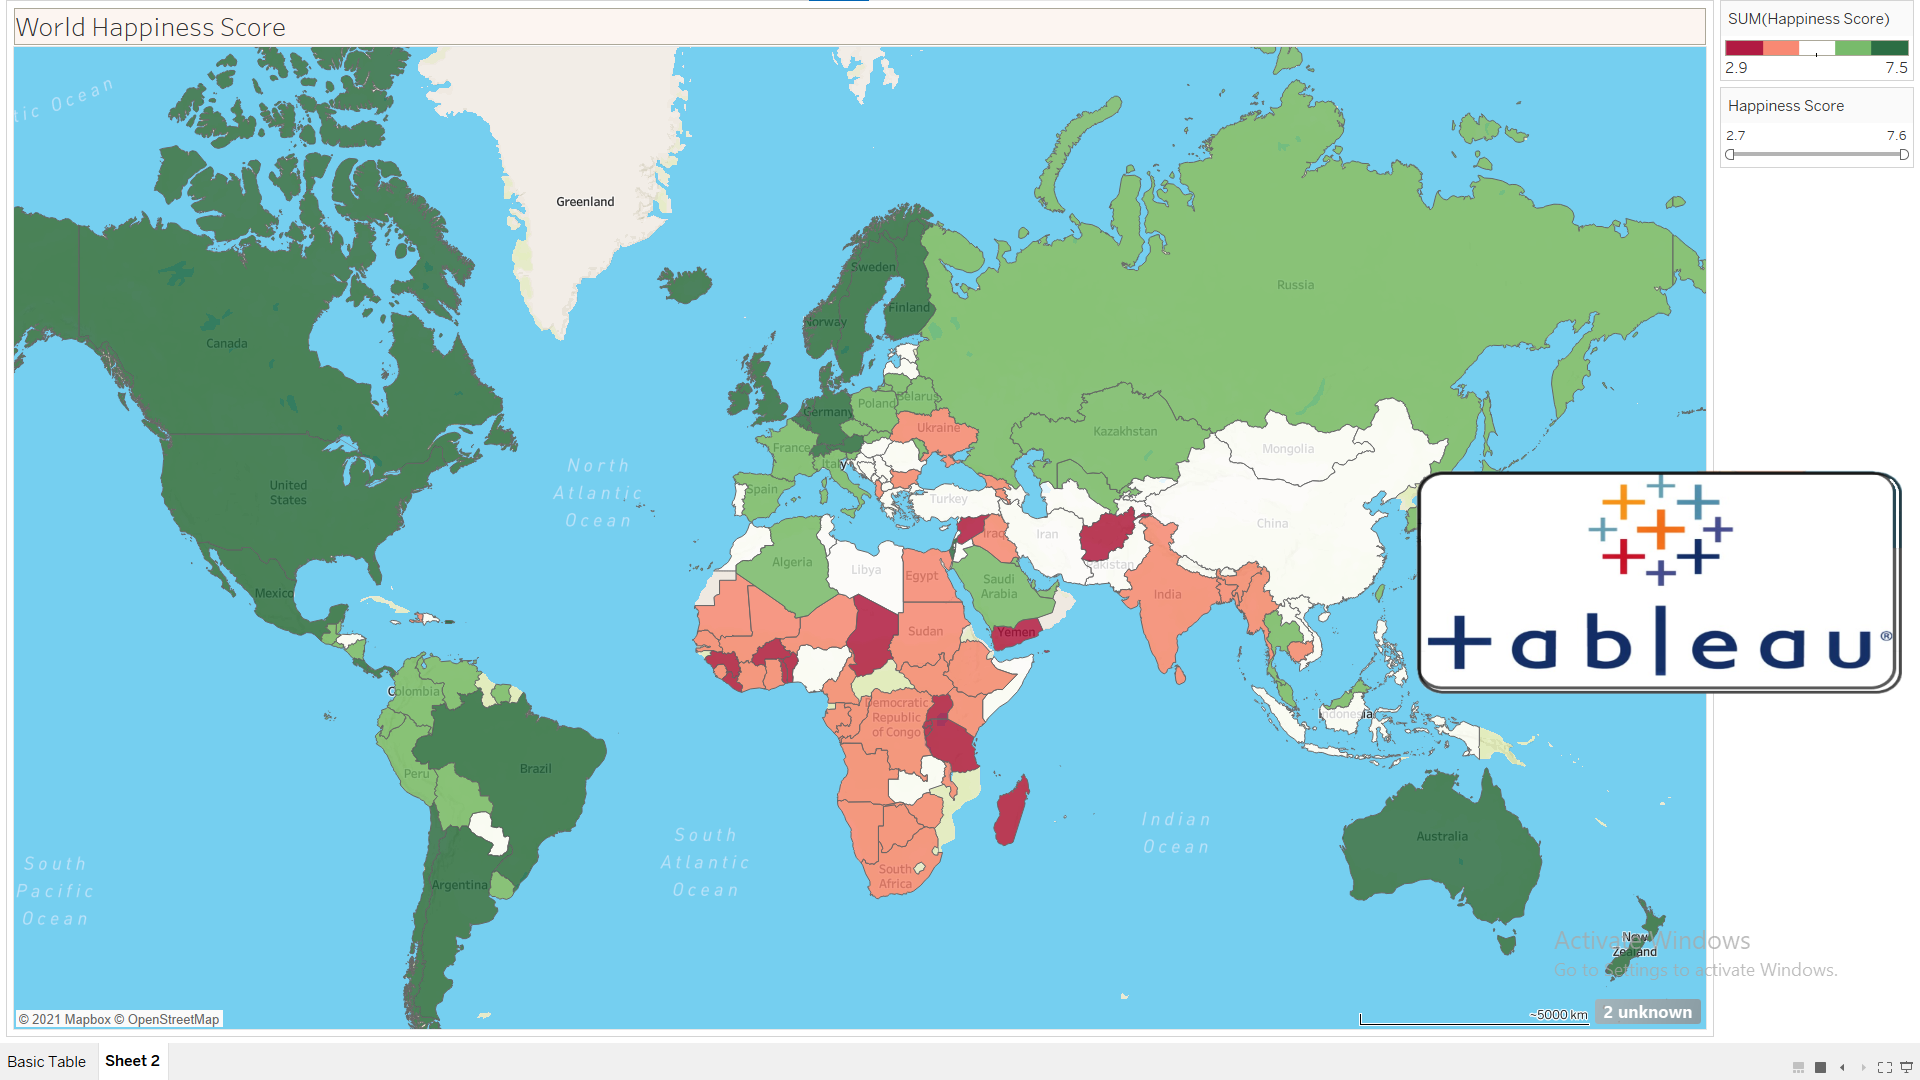 World Happiness Score
SUM(Happiness Score)
2.9 7.5
Happiness Score
2.7 7.6
tic Ocean
Greenland
Sweden
Finland
Norway
Russia
Canada
Germany
Poland
Belarus
Ukraine
Kazakhstan
France
Italy
Mongolia
United
States
Spain
Turkey
China
North
Atlantic
Ocean
Iraq
Iran
Pakistan
Algeria
Libya
Egypt
Saudi
Arabia
India
Mexico
Sudan
Yemen
Colombia
Democratic
Republic
of Congo
Indonesia
Peru
Brazil
tableau®
South
Atlantic
Ocean
Indian
Ocean
Australia
South
Pacific
Ocean
Argentina
South
Africa
New
Zealand
Activate Windows
Go to Settings to activate Windows.
© 2021 Mapbox © OpenStreetMap
~5000 km
2 unknown
Basic Table Sheet 2